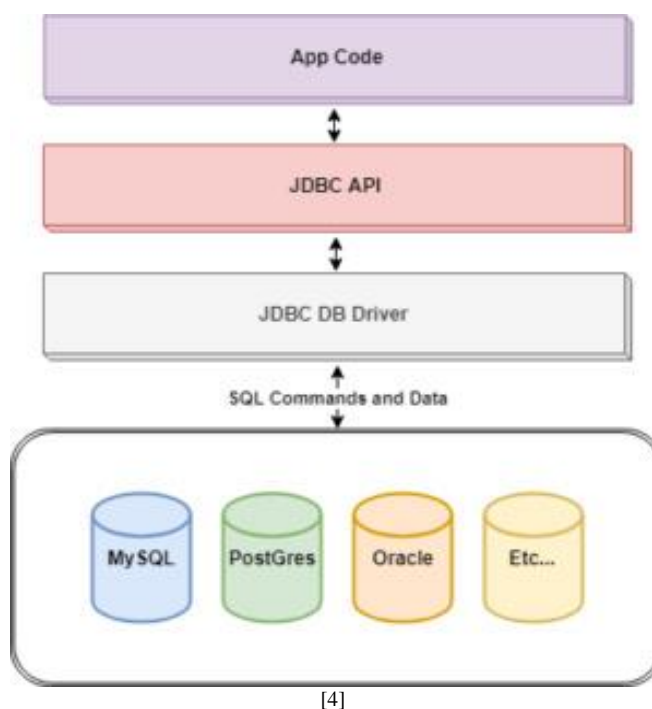 App Code
JDBC API
JDBC DB Driver
SQL Commands and Data
MySQL PostGres Oracle Etc...
[4]